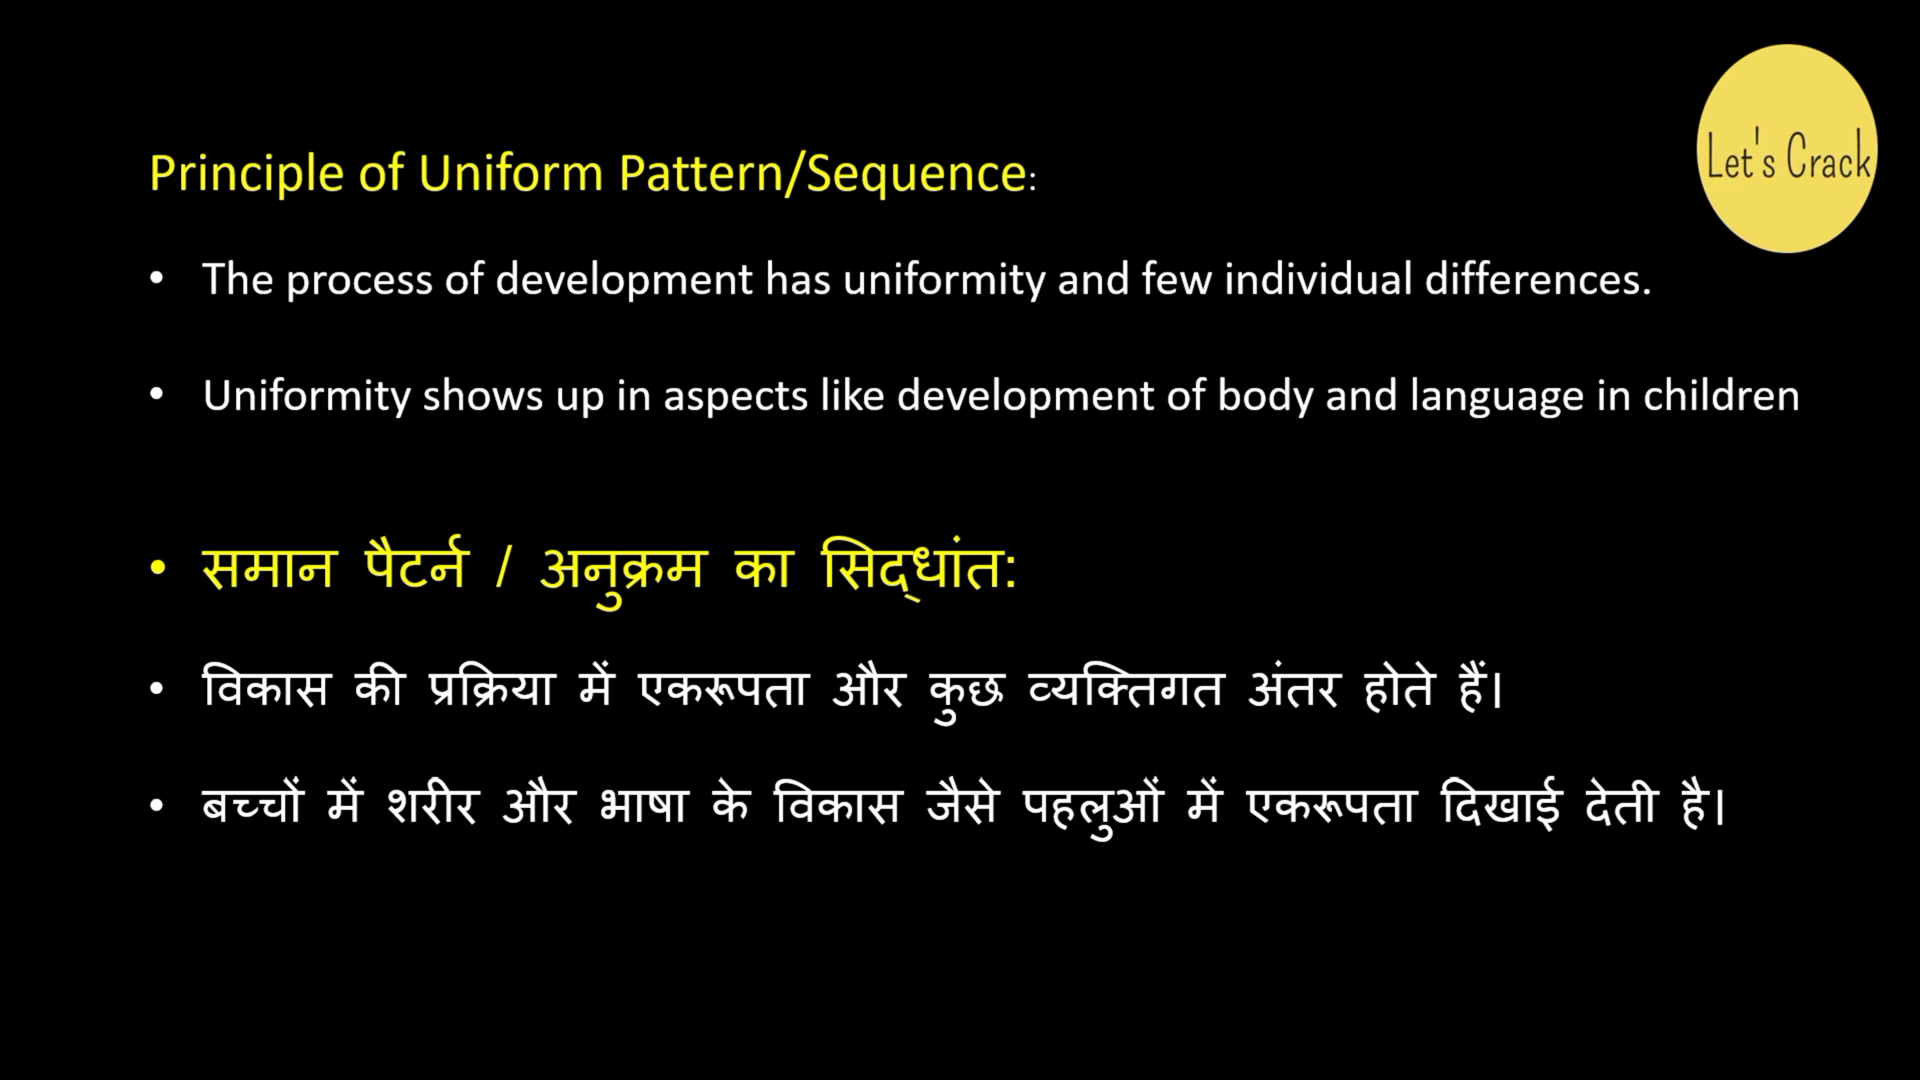 Let's Crack
Principle of Uniform Pattern/Sequence:
• The process of development has uniformity and few individual differences.
• Uniformity shows up in aspects like development of body and language in children
• समान पैटर्न / अनुक्रम का सिद्धांत:
• विकास की प्रक्रिया में एकरूपता और कुछ व्यक्तिगत अंतर होते हैं।
• बच्चों में शरीर और भाषा के विकास जैसे पहलुओं में एकरूपता दिखाई देती है।